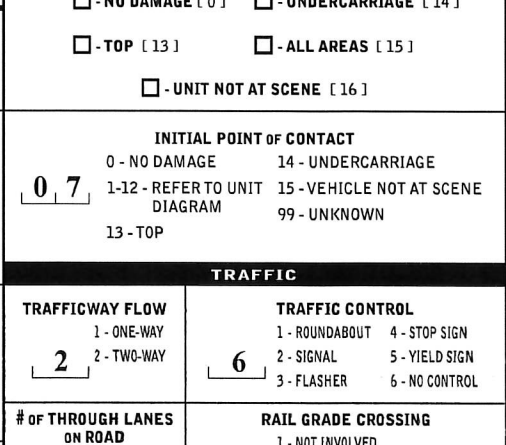 ☐ - NO DAMAGE [ 0 ] ☐ - UNDERCARRIAGE [ 14 ]
☐ - TOP [ 13 ] ☐ - ALL AREAS [ 15 ]
☐ - UNIT NOT AT SCENE [ 16 ]
INITIAL POINT OF CONTACT
0 - NO DAMAGE 14 - UNDERCARRIAGE
0 7 1-12 - REFER TO UNIT 15 - VEHICLE NOT AT SCENE
DIAGRAM 99 - UNKNOWN
13 - TOP
TRAFFIC
TRAFFICWAY FLOW
1 - ONE-WAY
2 2 - TWO-WAY
TRAFFIC CONTROL
1 - ROUNDABOUT 4 - STOP SIGN
6 2 - SIGNAL 5 - YIELD SIGN
3 - FLASHER 6 - NO CONTROL
# OF THROUGH LANES
ON ROAD
RAIL GRADE CROSSING
1 - NOT INVOLVED